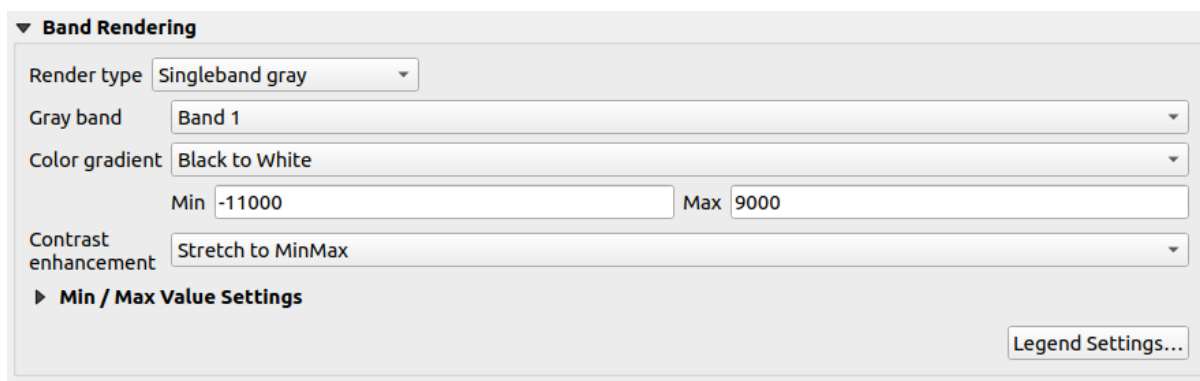 Band Rendering
Render type Singleband gray
Gray band Band 1
Color gradient Black to White
Min -11000 Max 9000
Contrast
enhancement Stretch to MinMax
Min / Max Value Settings
Legend Settings...